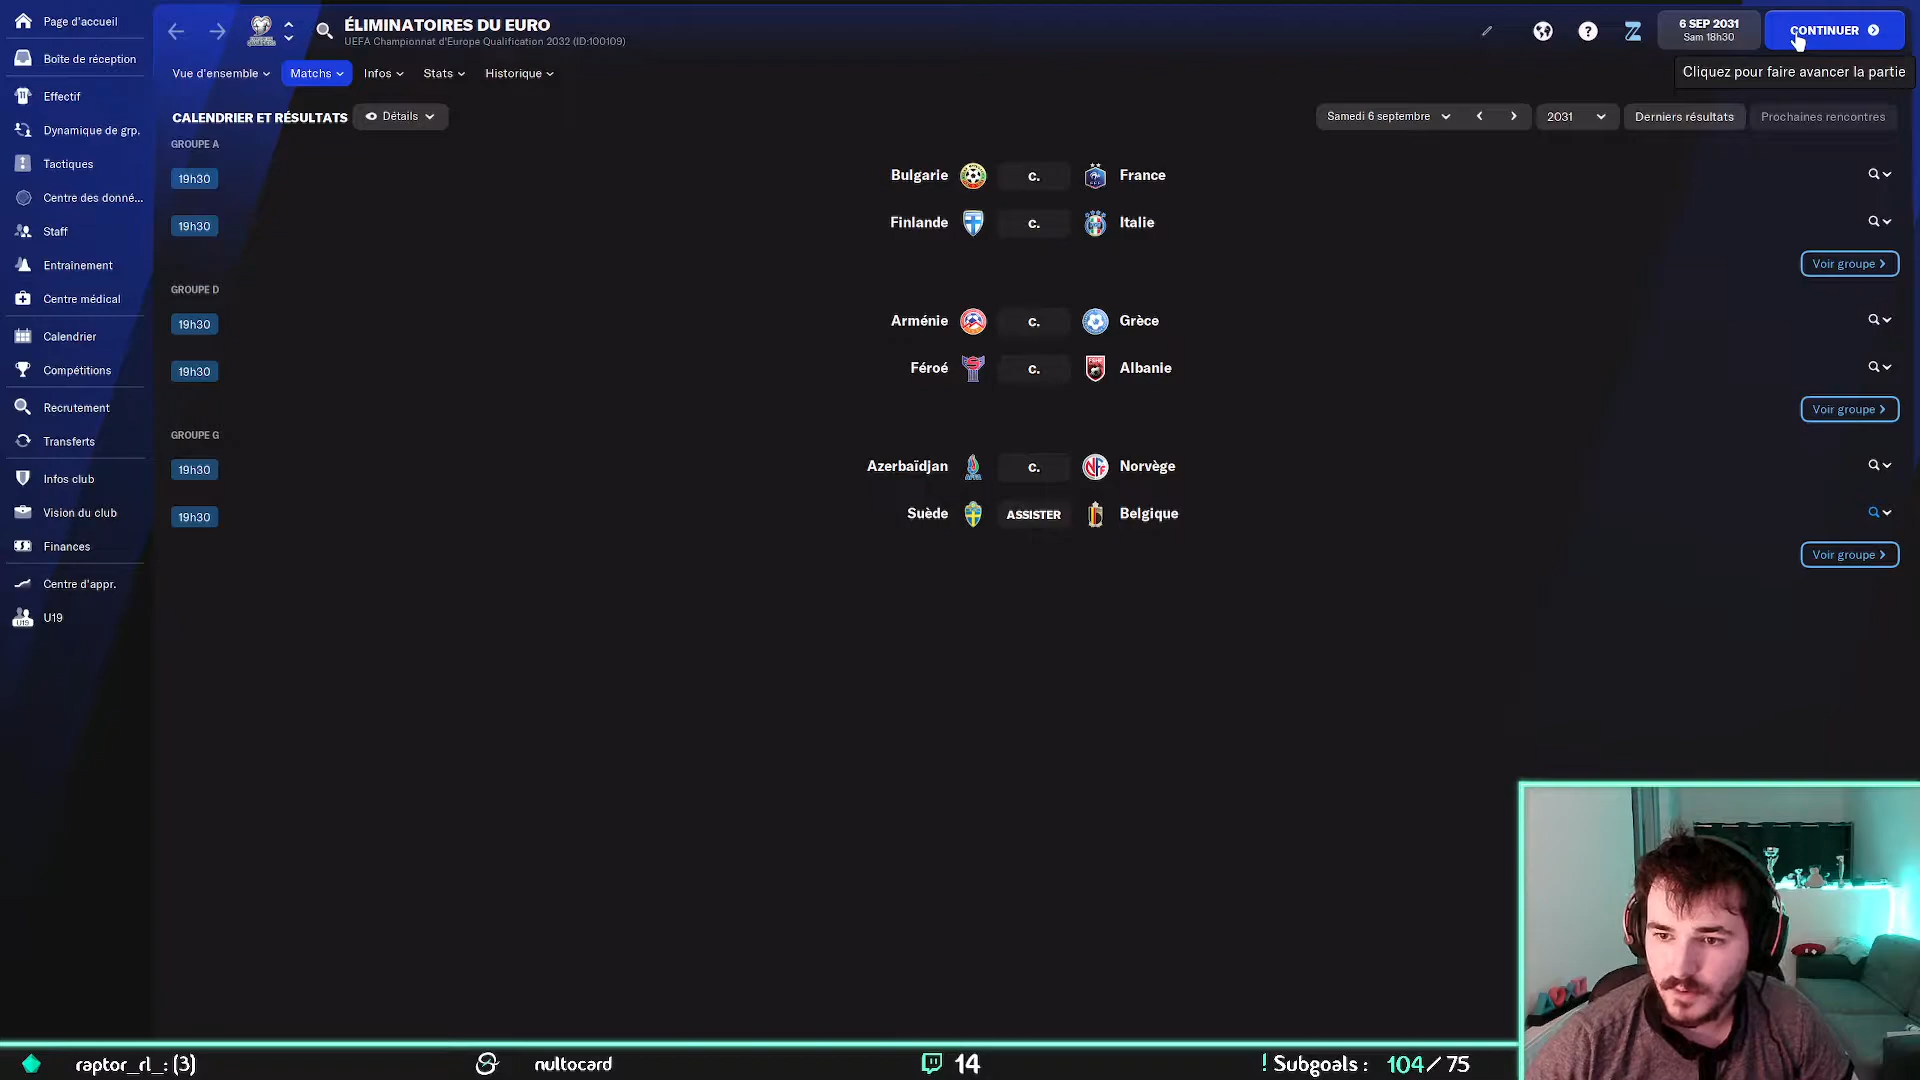 Page d'accueil
Boîte de réception
Effectif
Dynamique de grp.
Tactiques
Centre des donné...
Staff
Entraînement
Centre médical
Calendrier
Compétitions
Recrutement
Transferts
Infos club
Vision du club
Finances
Centre d'appr.
U19
ÉLIMINATOIRES DU EURO
UEFA Championnat d'Europe Qualification 2032 (ID:100109)
6 SEP 2031
Sam 18h30
CONTINUER
Cliquez pour faire avancer la partie
Vue d'ensemble Matchs Infos Stats Historique
CALENDRIER ET RÉSULTATS Détails
Samedi 6 septembre 2031 Derniers résultats Prochaines rencontres
GROUPE A
19h30 Bulgarie c. France
19h30 Finlande c. Italie
Voir groupe
GROUPE D
19h30 Arménie c. Grèce
19h30 Féroé c. Albanie
Voir groupe
GROUPE G
19h30 Azerbaïdjan c. Norvège
19h30 Suède ASSISTER Belgique
Voir groupe
raptor_rl_: (3) nultocard 14 ! Subgoals : 104 / 75